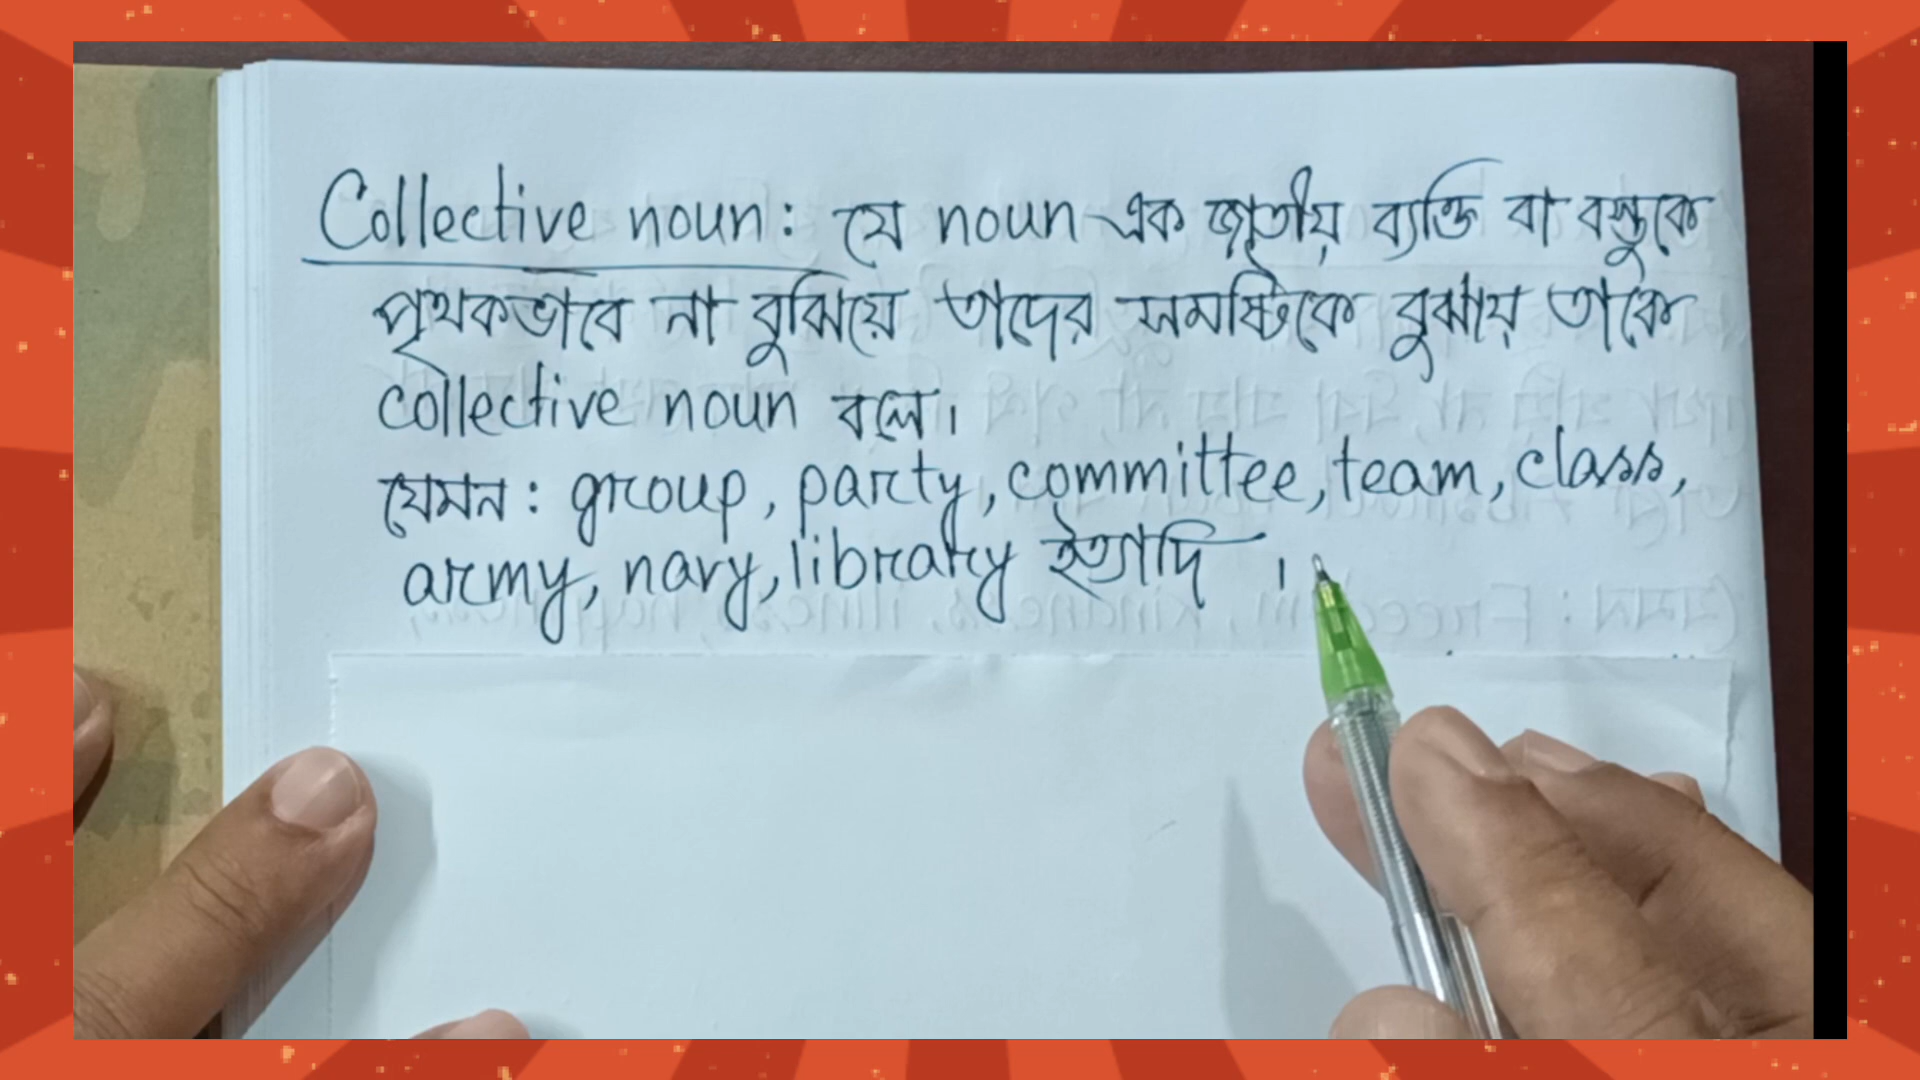 Collective noun: যে noun এক জাতীয় ব্যক্তি বা বস্তুকে
পৃথকভাবে না বুঝিয়ে তাদের সমষ্টিকে বুঝায় তাকে
collective noun বলে।
যেমন: group, party, committee, team, class,
army, navy, library ইত্যাদি ।